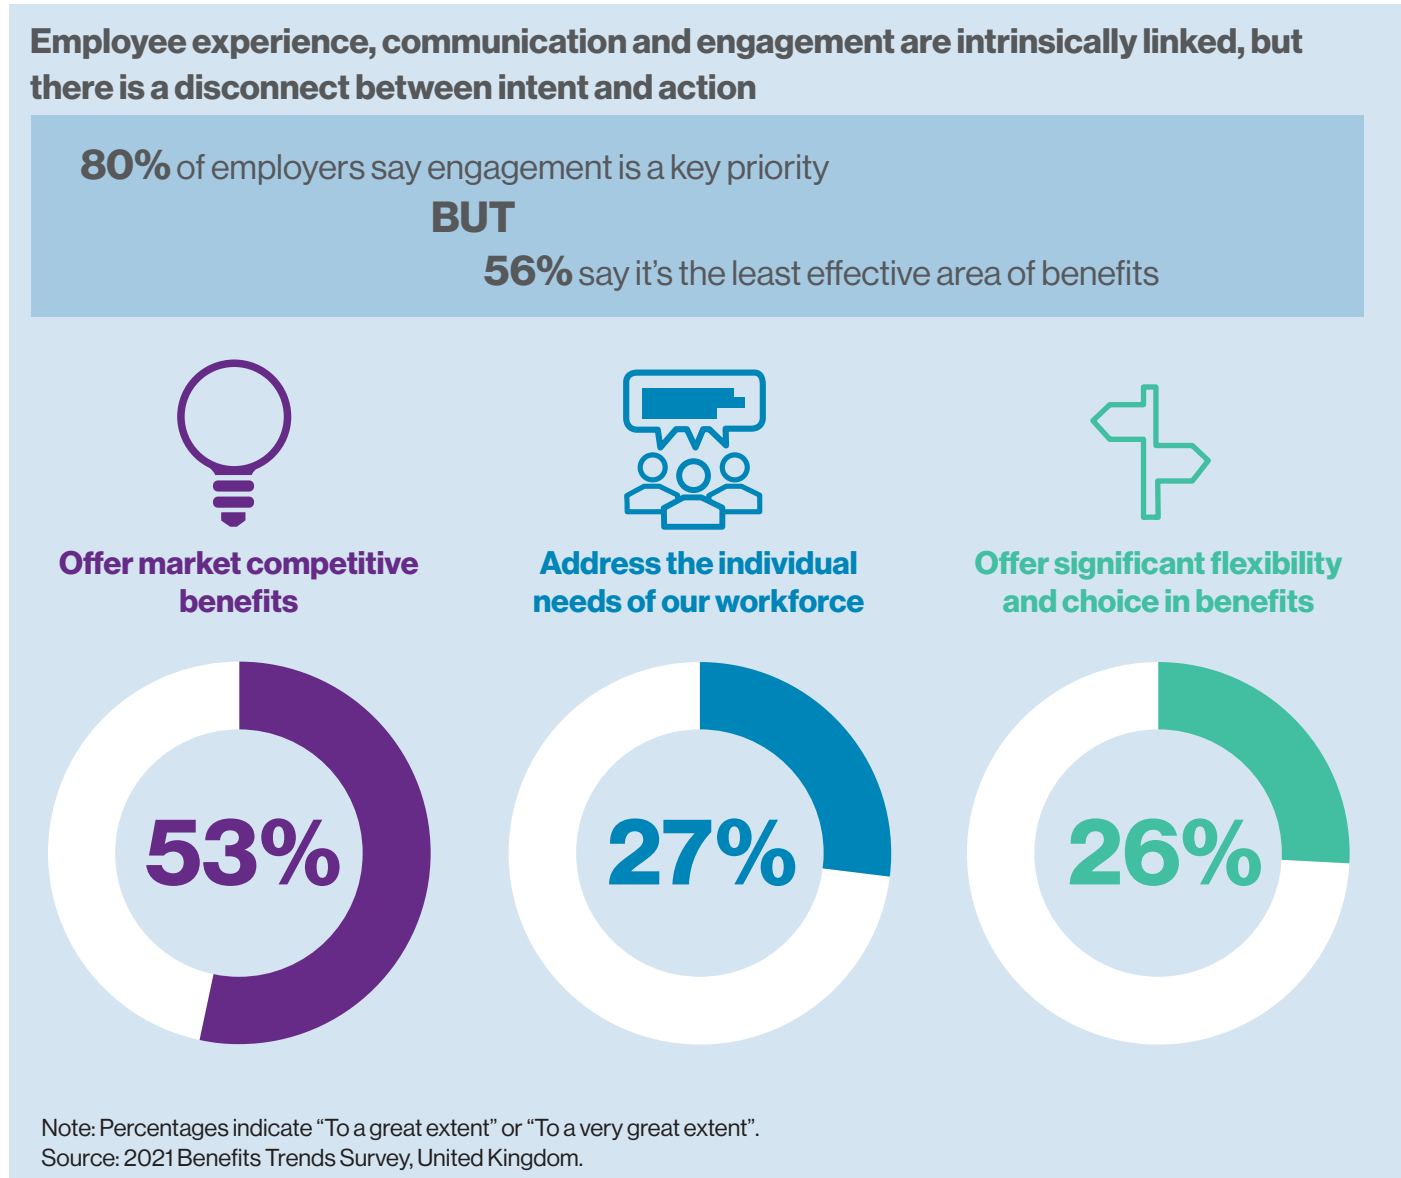 Employee experience, communication and engagement are intrinsically linked, but
there is a disconnect between intent and action
80% of employers say engagement is a key priority
BUT
56% say it’s the least effective area of benefits
Offer market competitive
benefits
Address the individual
needs of our workforce
Offer significant flexibility
and choice in benefits
53%
27%
26%
Note: Percentages indicate “To a great extent” or “To a very great extent”.
Source: 2021 Benefits Trends Survey, United Kingdom.